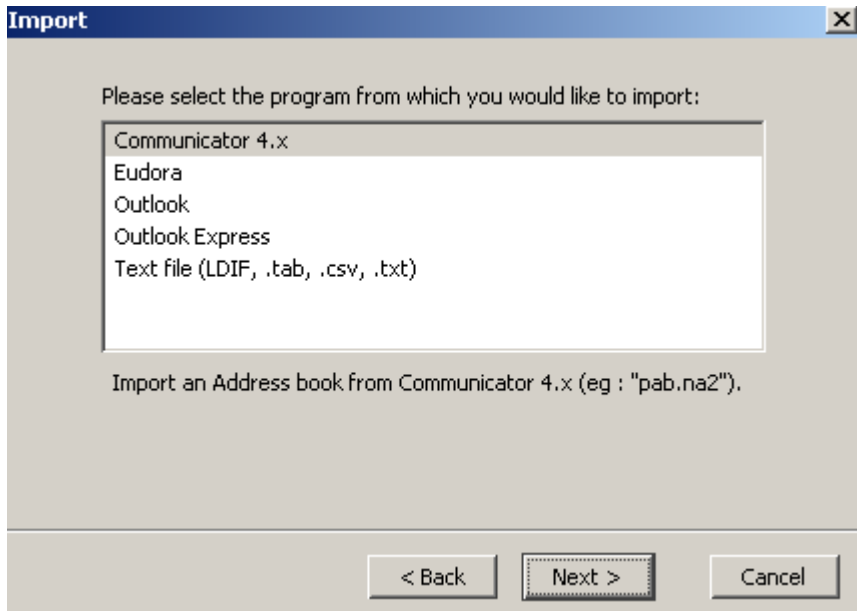 Import
Please select the program from which you would like to import:
Communicator 4.x
Eudora
Outlook
Outlook Express
Text file (LDIF, .tab, .csv, .txt)
Import an Address book from Communicator 4.x (eg : "pab.na2").
< Back Next > Cancel